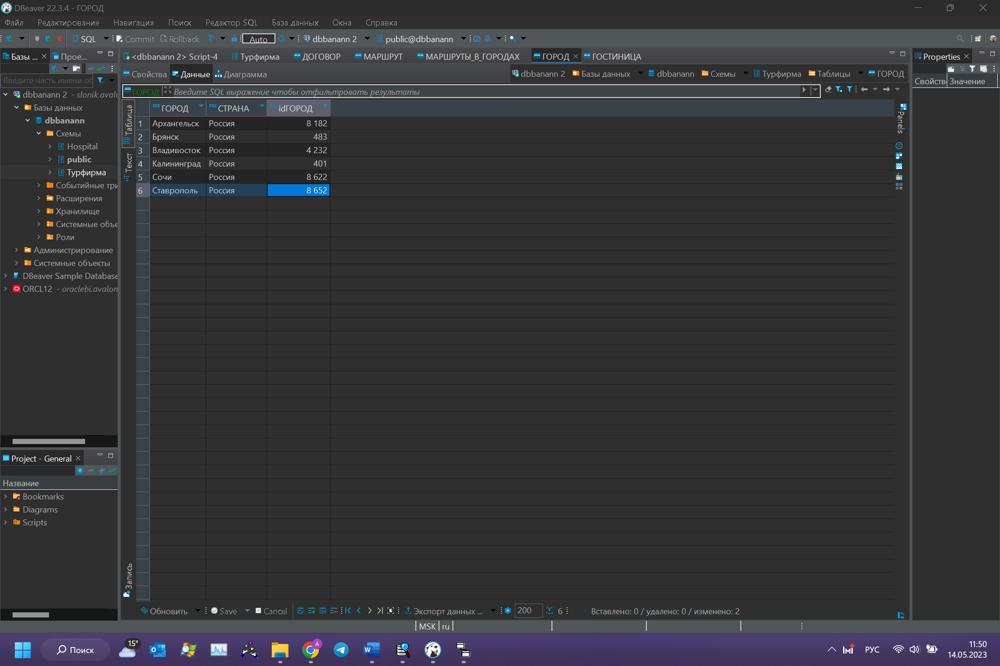 DBeaver 22.3.4 - ГОРОД
Файл Редактирование Навигация Поиск Редактор SQL База данных Окна Справка
SQL Commit Rollback Auto dbbanann 2 public@dbbanann
Базы ... Прое...
<dbbanann 2> Script-4 Турфирма ДОГОВОР МАРШРУТ МАРШРУТЫ_В_ГОРОДАХ ГОРОД ГОСТИНИЦА
Properties
Свойства Данные Диаграмма
dbbanann 2 Базы данных dbbanann Схемы Турфирма Таблицы ГОРОД
Свойств Значение
Введите часть имени об
ГОРОД Введите SQL выражение чтобы отфильтровать результаты
dbbanann 2 - slonik.avalo
Базы данных
dbbanann
Схемы
Hospital
public
Турфирма
Событийные три
Расширения
Хранилище
Системные объе
Роли
Администрирование
Системные объекты
DBeaver Sample Database
ORCL12 - oraclebi.avalon
Таблица
Текст
Запись
ABC ГОРОД ABC СТРАНА 123 idГОРОД
1 Архангельск Россия 8 182
2 Брянск Россия 483
3 Владивосток Россия 4 232
4 Калининград Россия 401
5 Сочи Россия 8 622
6 Ставрополь Россия 8 652
Panels
Project - General
Название
Bookmarks
Diagrams
Scripts
Обновить Save Cancel Экспорт данных ... 200 6 Вставлено: 0 / удалено: 0 / изменено: 2
MSK ru
15° Поиск A РУС 11:50
14.05.2023